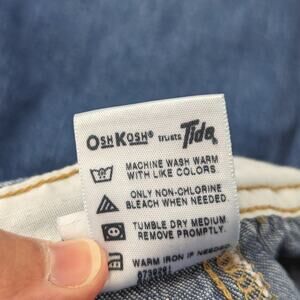 OSHKOSH® trusts Tide®
MACHINE WASH WARM
WITH LIKE COLORS
ONLY NON-CHLORINE
BLEACH WHEN NEEDED.
TUMBLE DRY MEDIUM.
REMOVE PROMPTLY.
WARM IRON IF NEEDED.